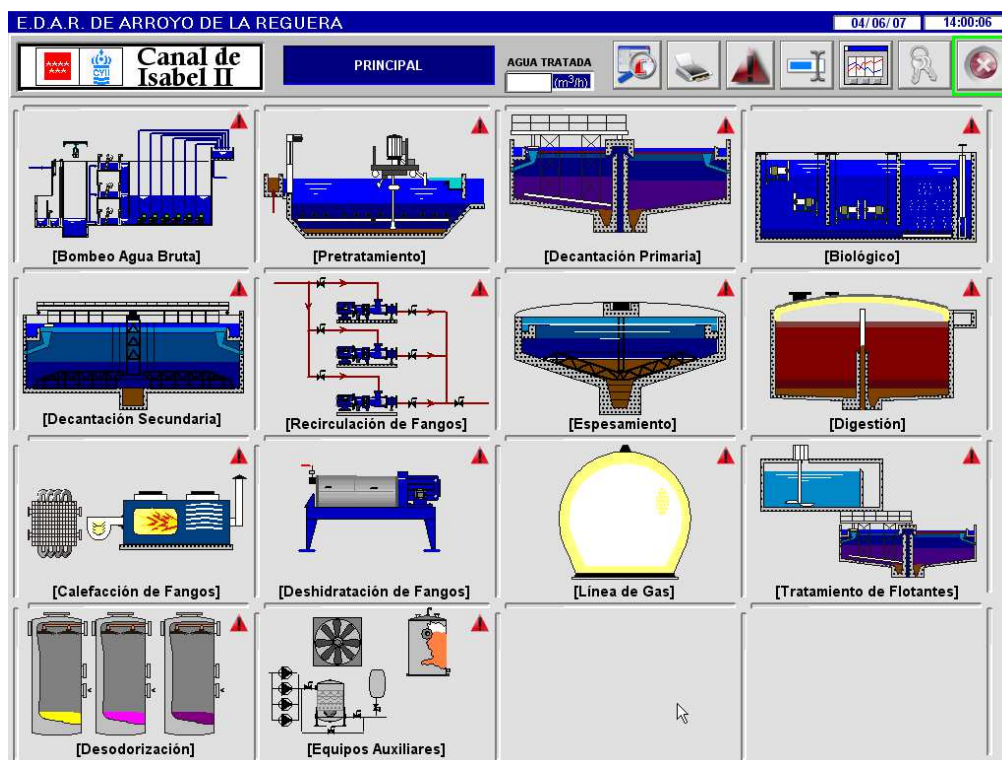 E.D.A.R. DE ARROYO DE LA REGUERA
04/06/07
14:00:06
CYII
Canal de
Isabel II
PRINCIPAL
AGUA TRATADA
(m³/h)
[Bombeo Agua Bruta]
[Pretratamiento]
[Decantación Primaria]
[Biológico]
[Decantación Secundaria]
[Recirculación de Fangos]
[Espesamiento]
[Digestión]
[Calefacción de Fangos]
[Deshidratación de Fangos]
[Línea de Gas]
[Tratamiento de Flotantes]
[Desodorización]
[Equipos Auxiliares]